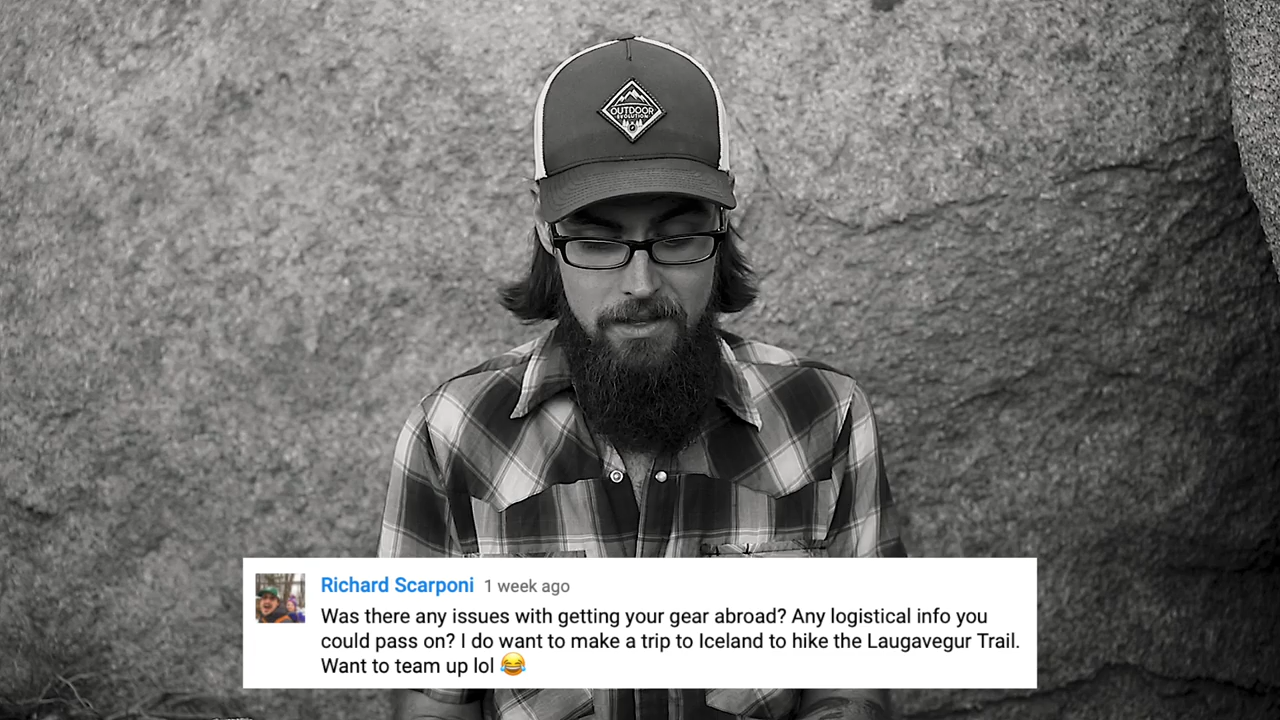 OUTDOOR
EVOLUTION
Richard Scarponi 1 week ago
Was there any issues with getting your gear abroad? Any logistical info you
could pass on? I do want to make a trip to Iceland to hike the Laugavegur Trail.
Want to team up lol 😂